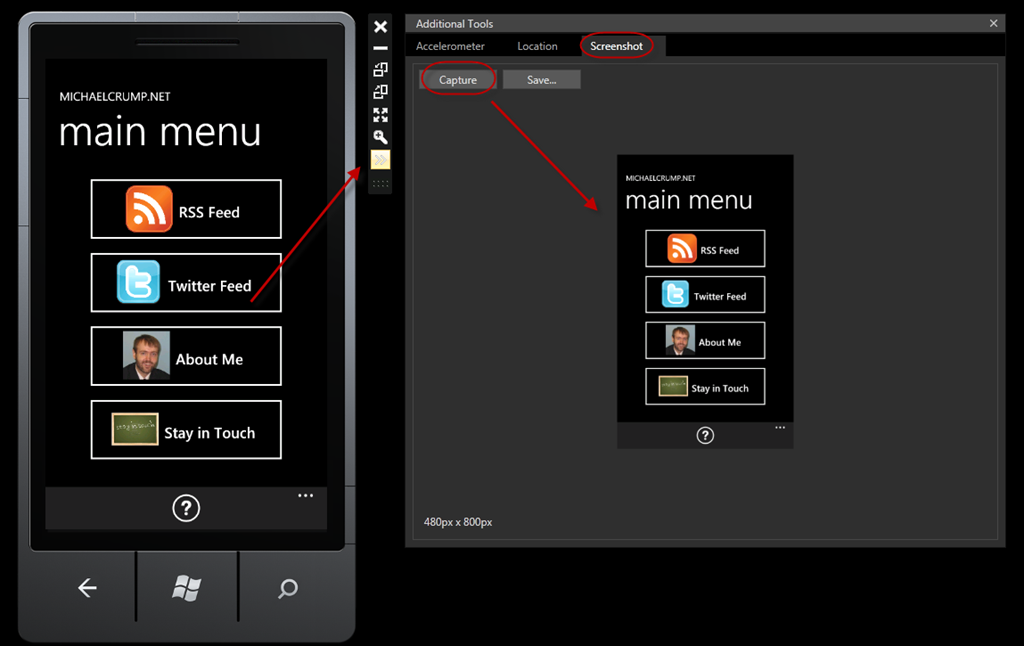 MICHAELCRUMP.NET
main menu
RSS Feed
Twitter Feed
About Me
Stay in Touch
?
Additional Tools
Accelerometer Location Screenshot
Capture Save...
MICHAELCRUMP.NET
main menu
RSS Feed
Twitter Feed
About Me
Stay in Touch
?
480px x 800px